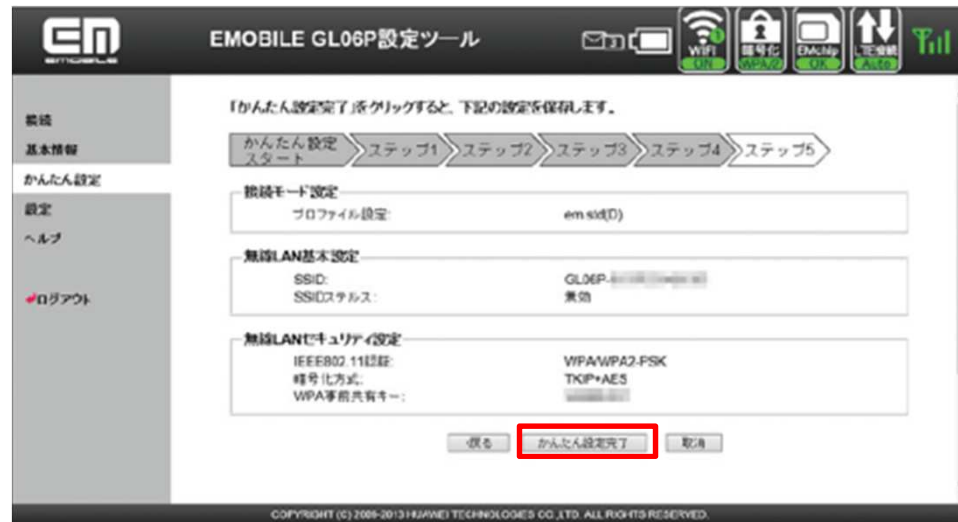 EM
EMOBILE
EMOBILE GL06P設定ツール
WiFi
1
ON
暗号化
WPA/2
EMchip
OK
LTE接続
Auto
接続
基本情報
かんたん設定
設定
ヘルプ
ログアウト
「かんたん設定完了」をクリックすると、下記の設定を保存します。
かんたん設定
スタート
ステップ1
ステップ2
ステップ3
ステップ4
ステップ5
接続モード設定
プロファイル設定: em.std(D)
無線LAN基本設定
SSID: GL06P-
SSIDステルス: 無効
無線LANセキュリティ設定
IEEE802.11認証: WPA/WPA2-PSK
暗号化方式: TKIP+AES
WPA事前共有キー:
戻る かんたん設定完了 取消
COPYRIGHT (C) 2006-2013 HUAWEI TECHNOLOGIES CO.,LTD. ALL RIGHTS RESERVED.